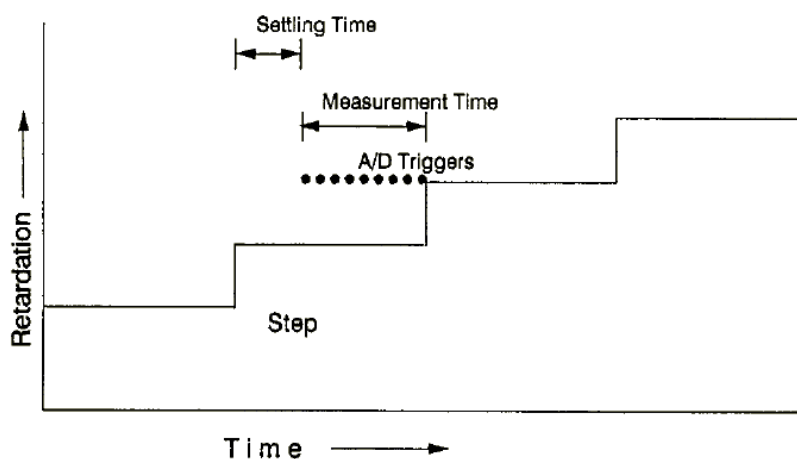 Settling Time
Measurement Time
A/D Triggers
Retardation
Step
Time